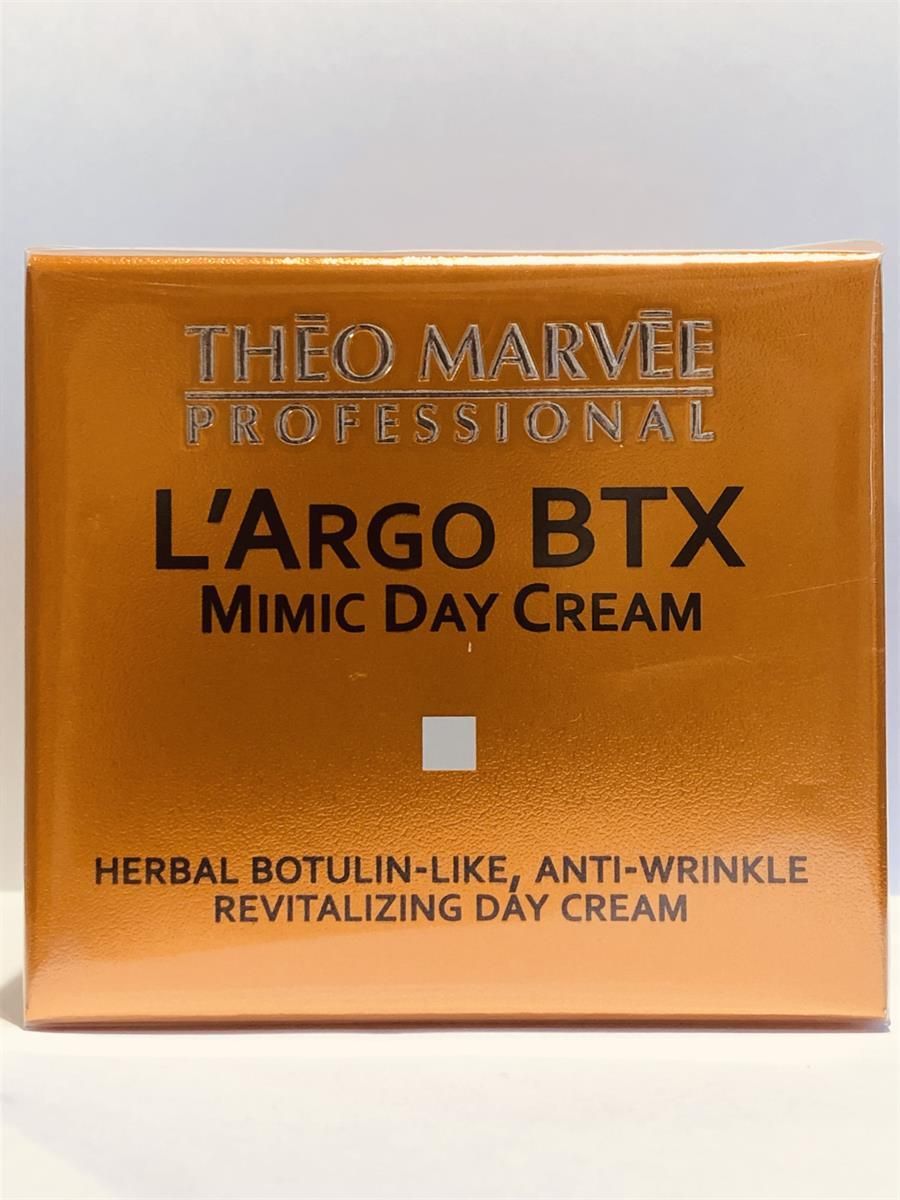 THĒO MARVĒE
PROFESSIONAL
L'ARGO BTX
MIMIC DAY CREAM
HERBAL BOTULIN-LIKE, ANTI-WRINKLE
REVITALIZING DAY CREAM